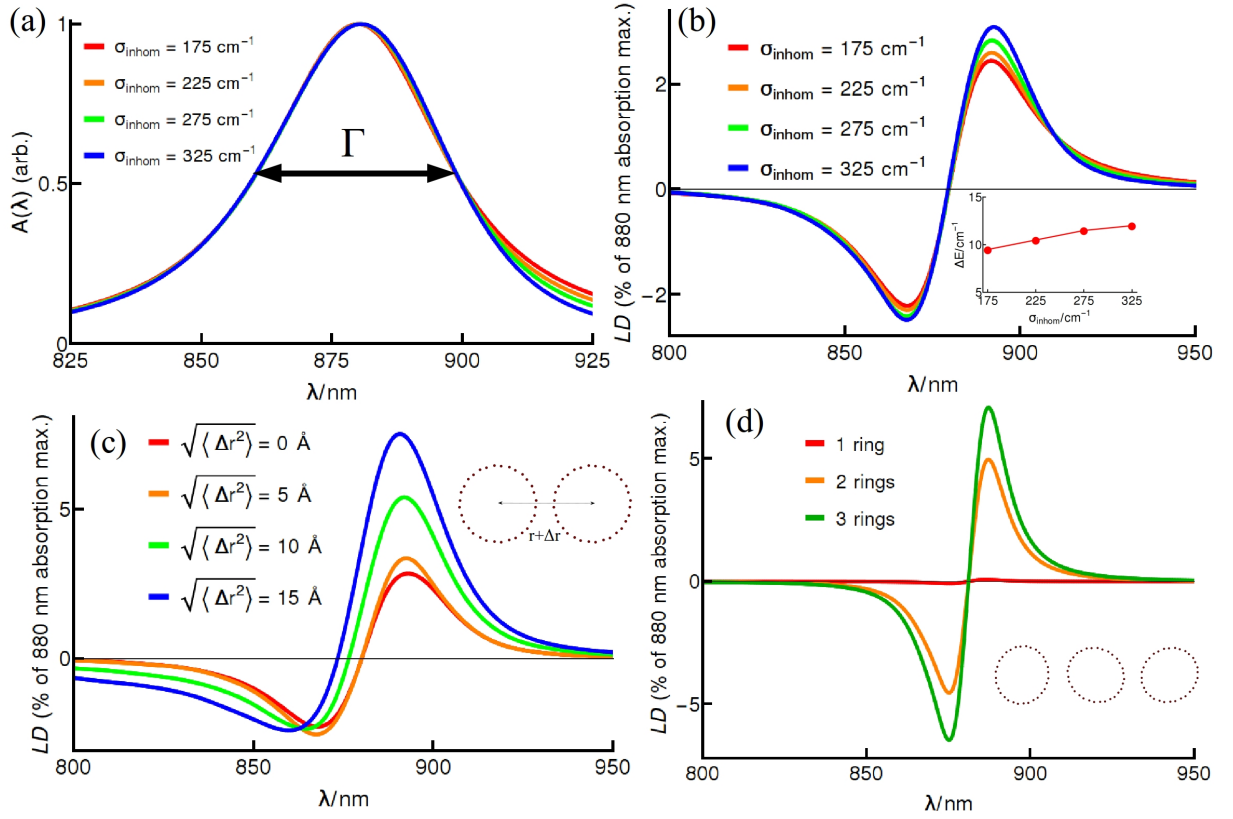 (a)
A(λ) (arb.)
1
0.5
0
σinhom = 175 cm⁻¹
σinhom = 225 cm⁻¹
σinhom = 275 cm⁻¹
σinhom = 325 cm⁻¹
Γ
825 850 875 900 925
λ/nm
(b)
LD (% of 880 nm absorption max.)
2
0
−2
σinhom = 175 cm⁻¹
σinhom = 225 cm⁻¹
σinhom = 275 cm⁻¹
σinhom = 325 cm⁻¹
ΔE/cm⁻¹
15
10
5
175 225 275 325
σinhom/cm⁻¹
800 850 900 950
λ/nm
(c)
LD (% of 880 nm absorption max.)
5
0
√⟨ Δr²⟩ = 0 Å
√⟨ Δr²⟩ = 5 Å
√⟨ Δr²⟩ = 10 Å
√⟨ Δr²⟩ = 15 Å
r+Δr
800 850 900 950
λ/nm
(d)
LD (% of 880 nm absorption max.)
5
0
−5
1 ring
2 rings
3 rings
800 850 900 950
λ/nm